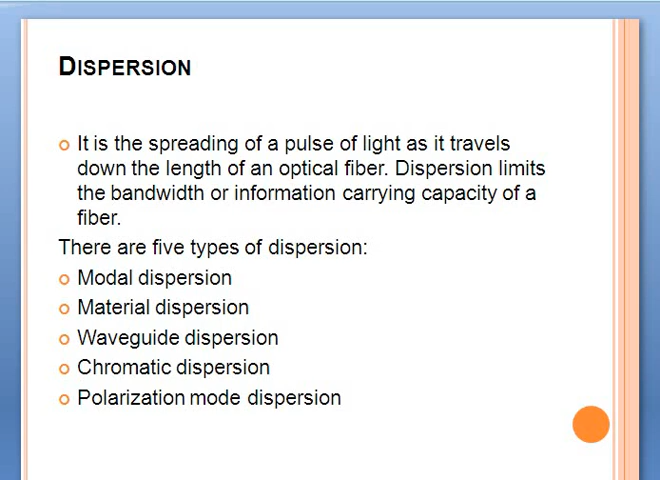 DISPERSION
It is the spreading of a pulse of light as it travels
down the length of an optical fiber. Dispersion limits
the bandwidth or information carrying capacity of a
fiber.
There are five types of dispersion:
Modal dispersion
Material dispersion
Waveguide dispersion
Chromatic dispersion
Polarization mode dispersion